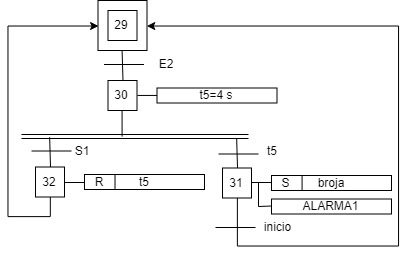 29
E2
30 t5=4 s
S1 t5
32 R t5 31 S broja
ALARMA1
inicio